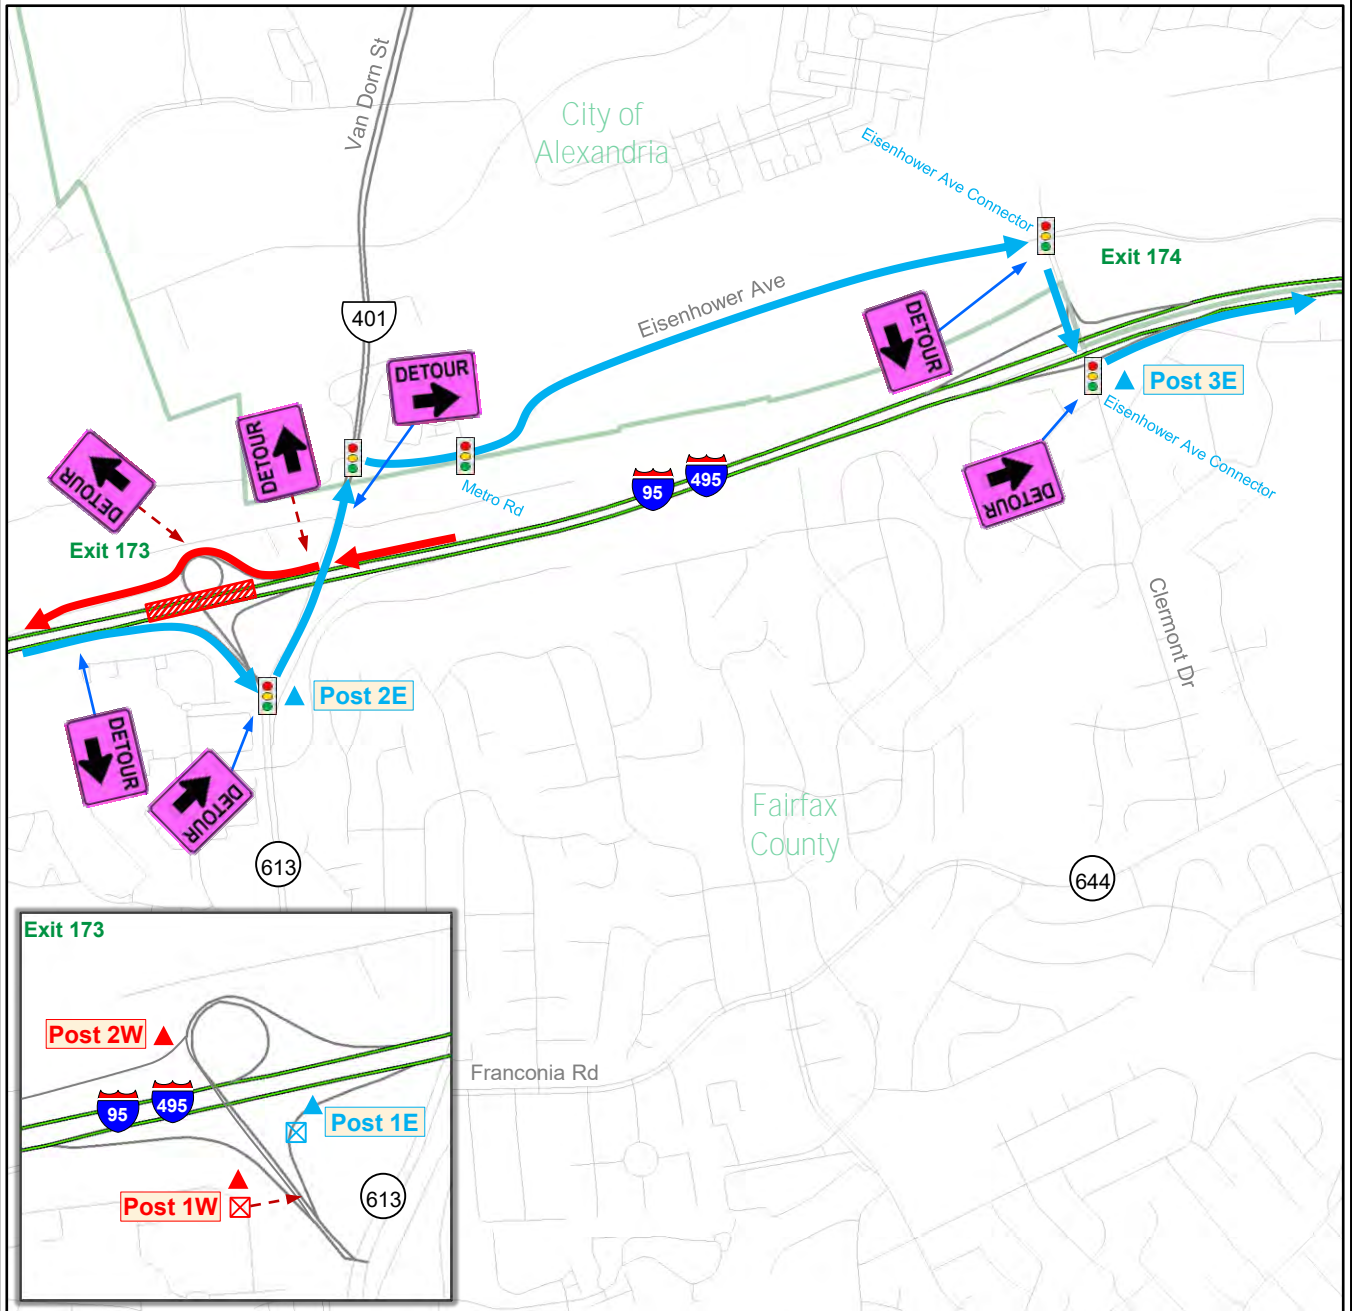 Van Dorn St
City of
Alexandria
Eisenhower Ave Connector
Exit 174
401
Eisenhower Ave
DETOUR
DETOUR
DETOUR
DETOUR
Post 3E
Eisenhower Ave Connector
95
495
Metro Rd
DETOUR
Exit 173
Clermont Dr
Post 2E
DETOUR
DETOUR
Fairfax
County
613
644
Exit 173
Post 2W
95
495
Post 1E
Post 1W
613
Franconia Rd